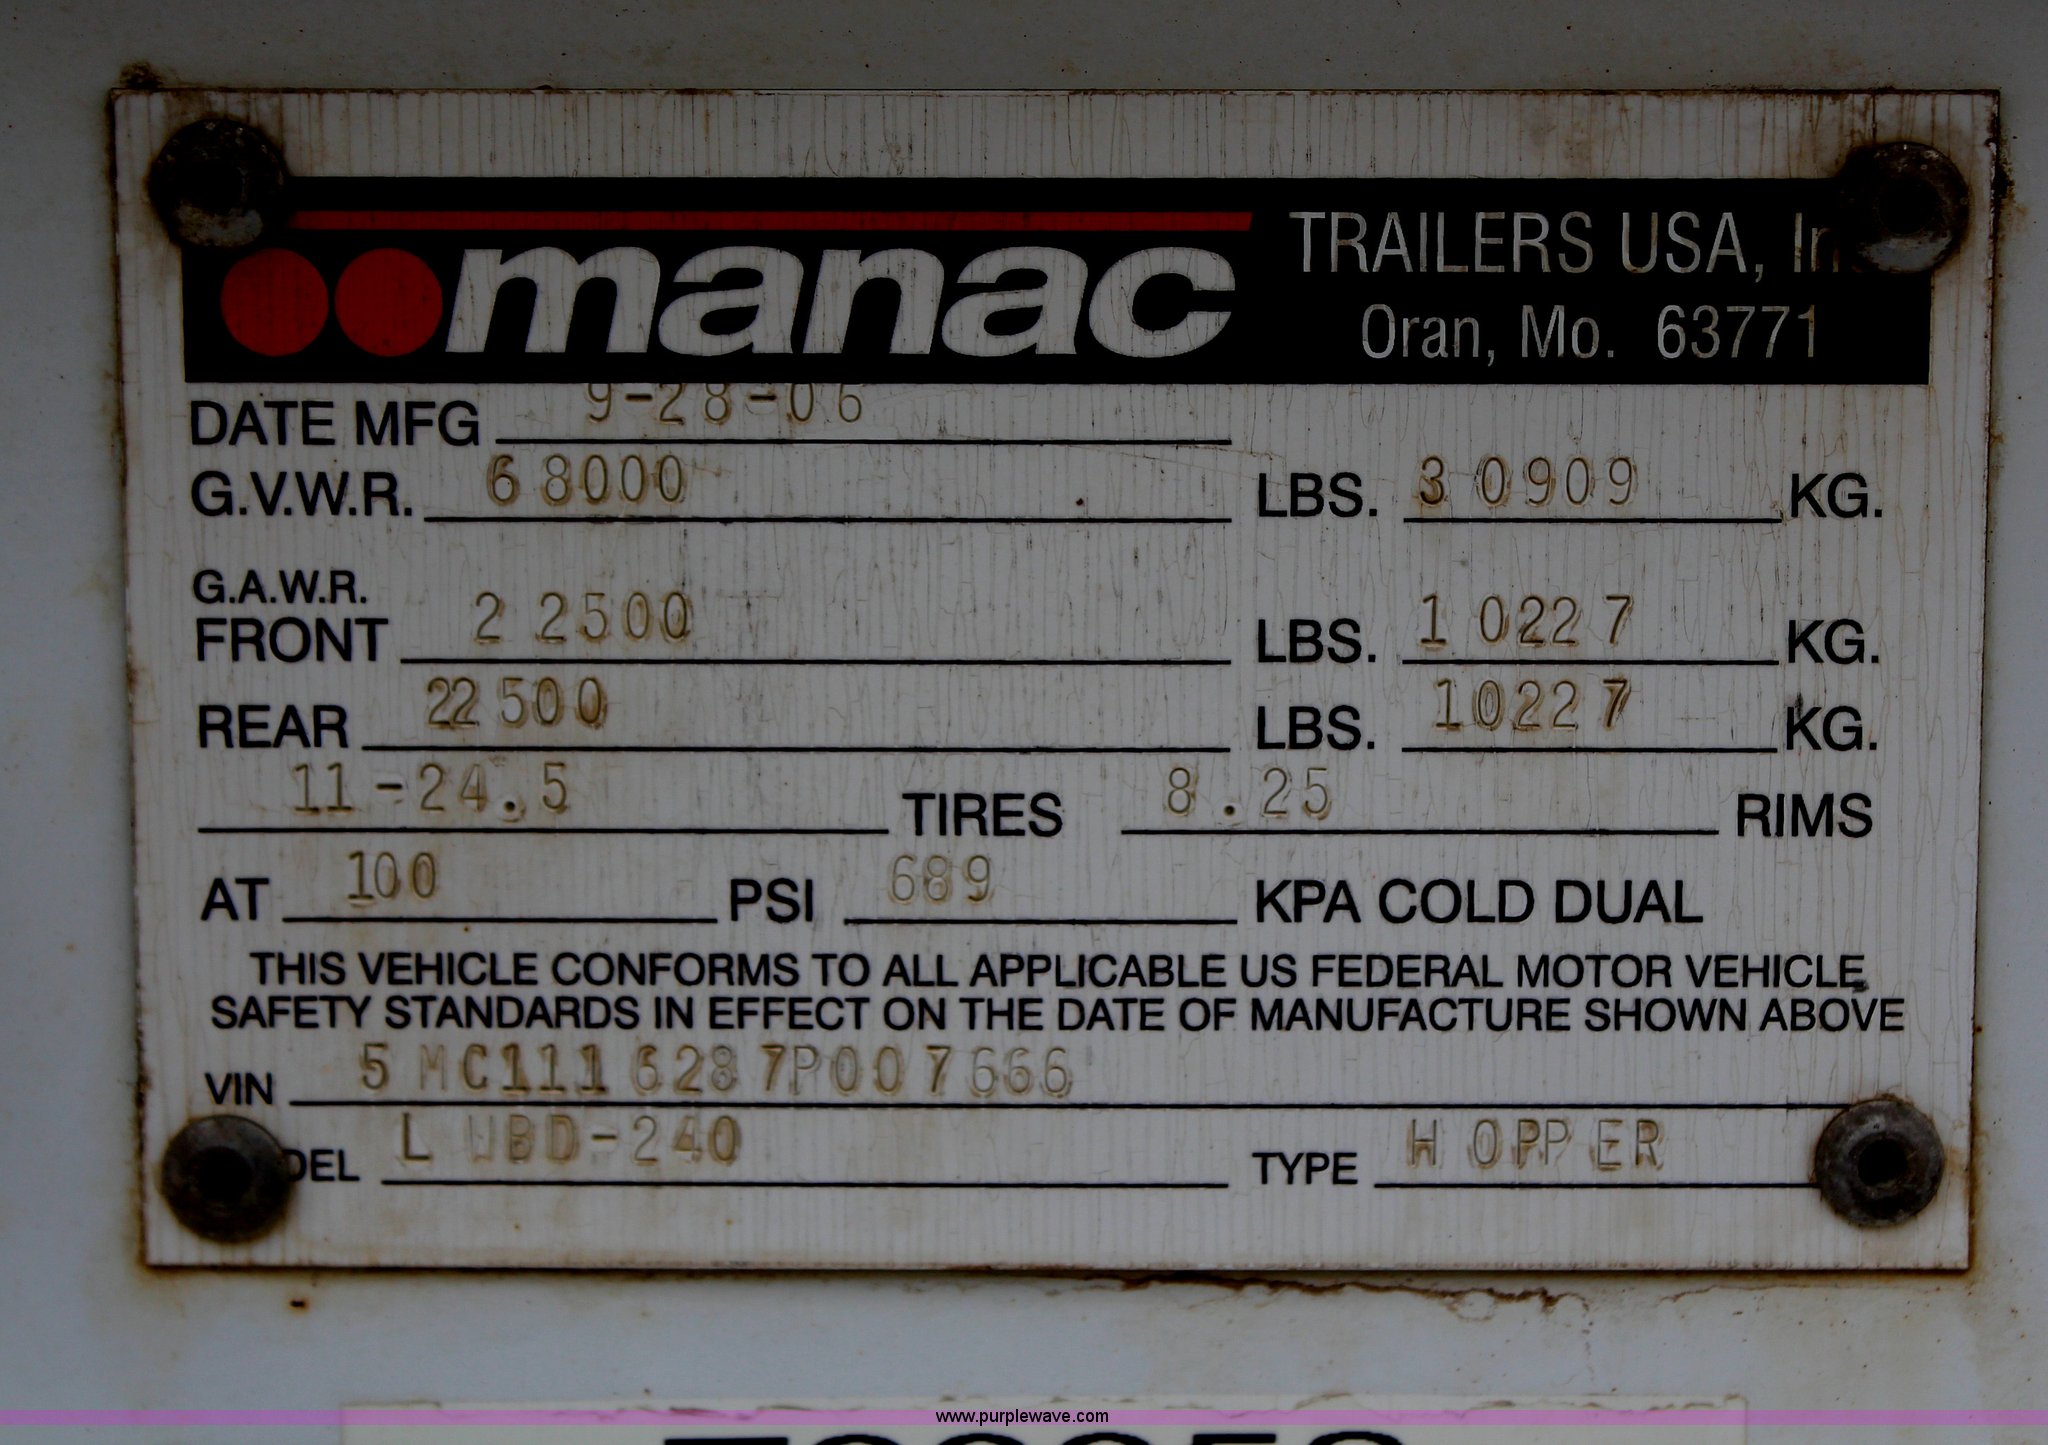 manac TRAILERS USA, In
Oran, Mo. 63771
DATE MFG 9-28-06
G.V.W.R. 68000 LBS. 30909 KG.
G.A.W.R.
FRONT 22500 LBS. 10227 KG.
REAR 22500 LBS. 10227 KG.
11-24.5 TIRES 8.25 RIMS
AT 100 PSI 689 KPA COLD DUAL
THIS VEHICLE CONFORMS TO ALL APPLICABLE US FEDERAL MOTOR VEHICLE
SAFETY STANDARDS IN EFFECT ON THE DATE OF MANUFACTURE SHOWN ABOVE
VIN 5MC1116287P007666
DEL LWBD-240 TYPE HOPPER
www.purplewave.com